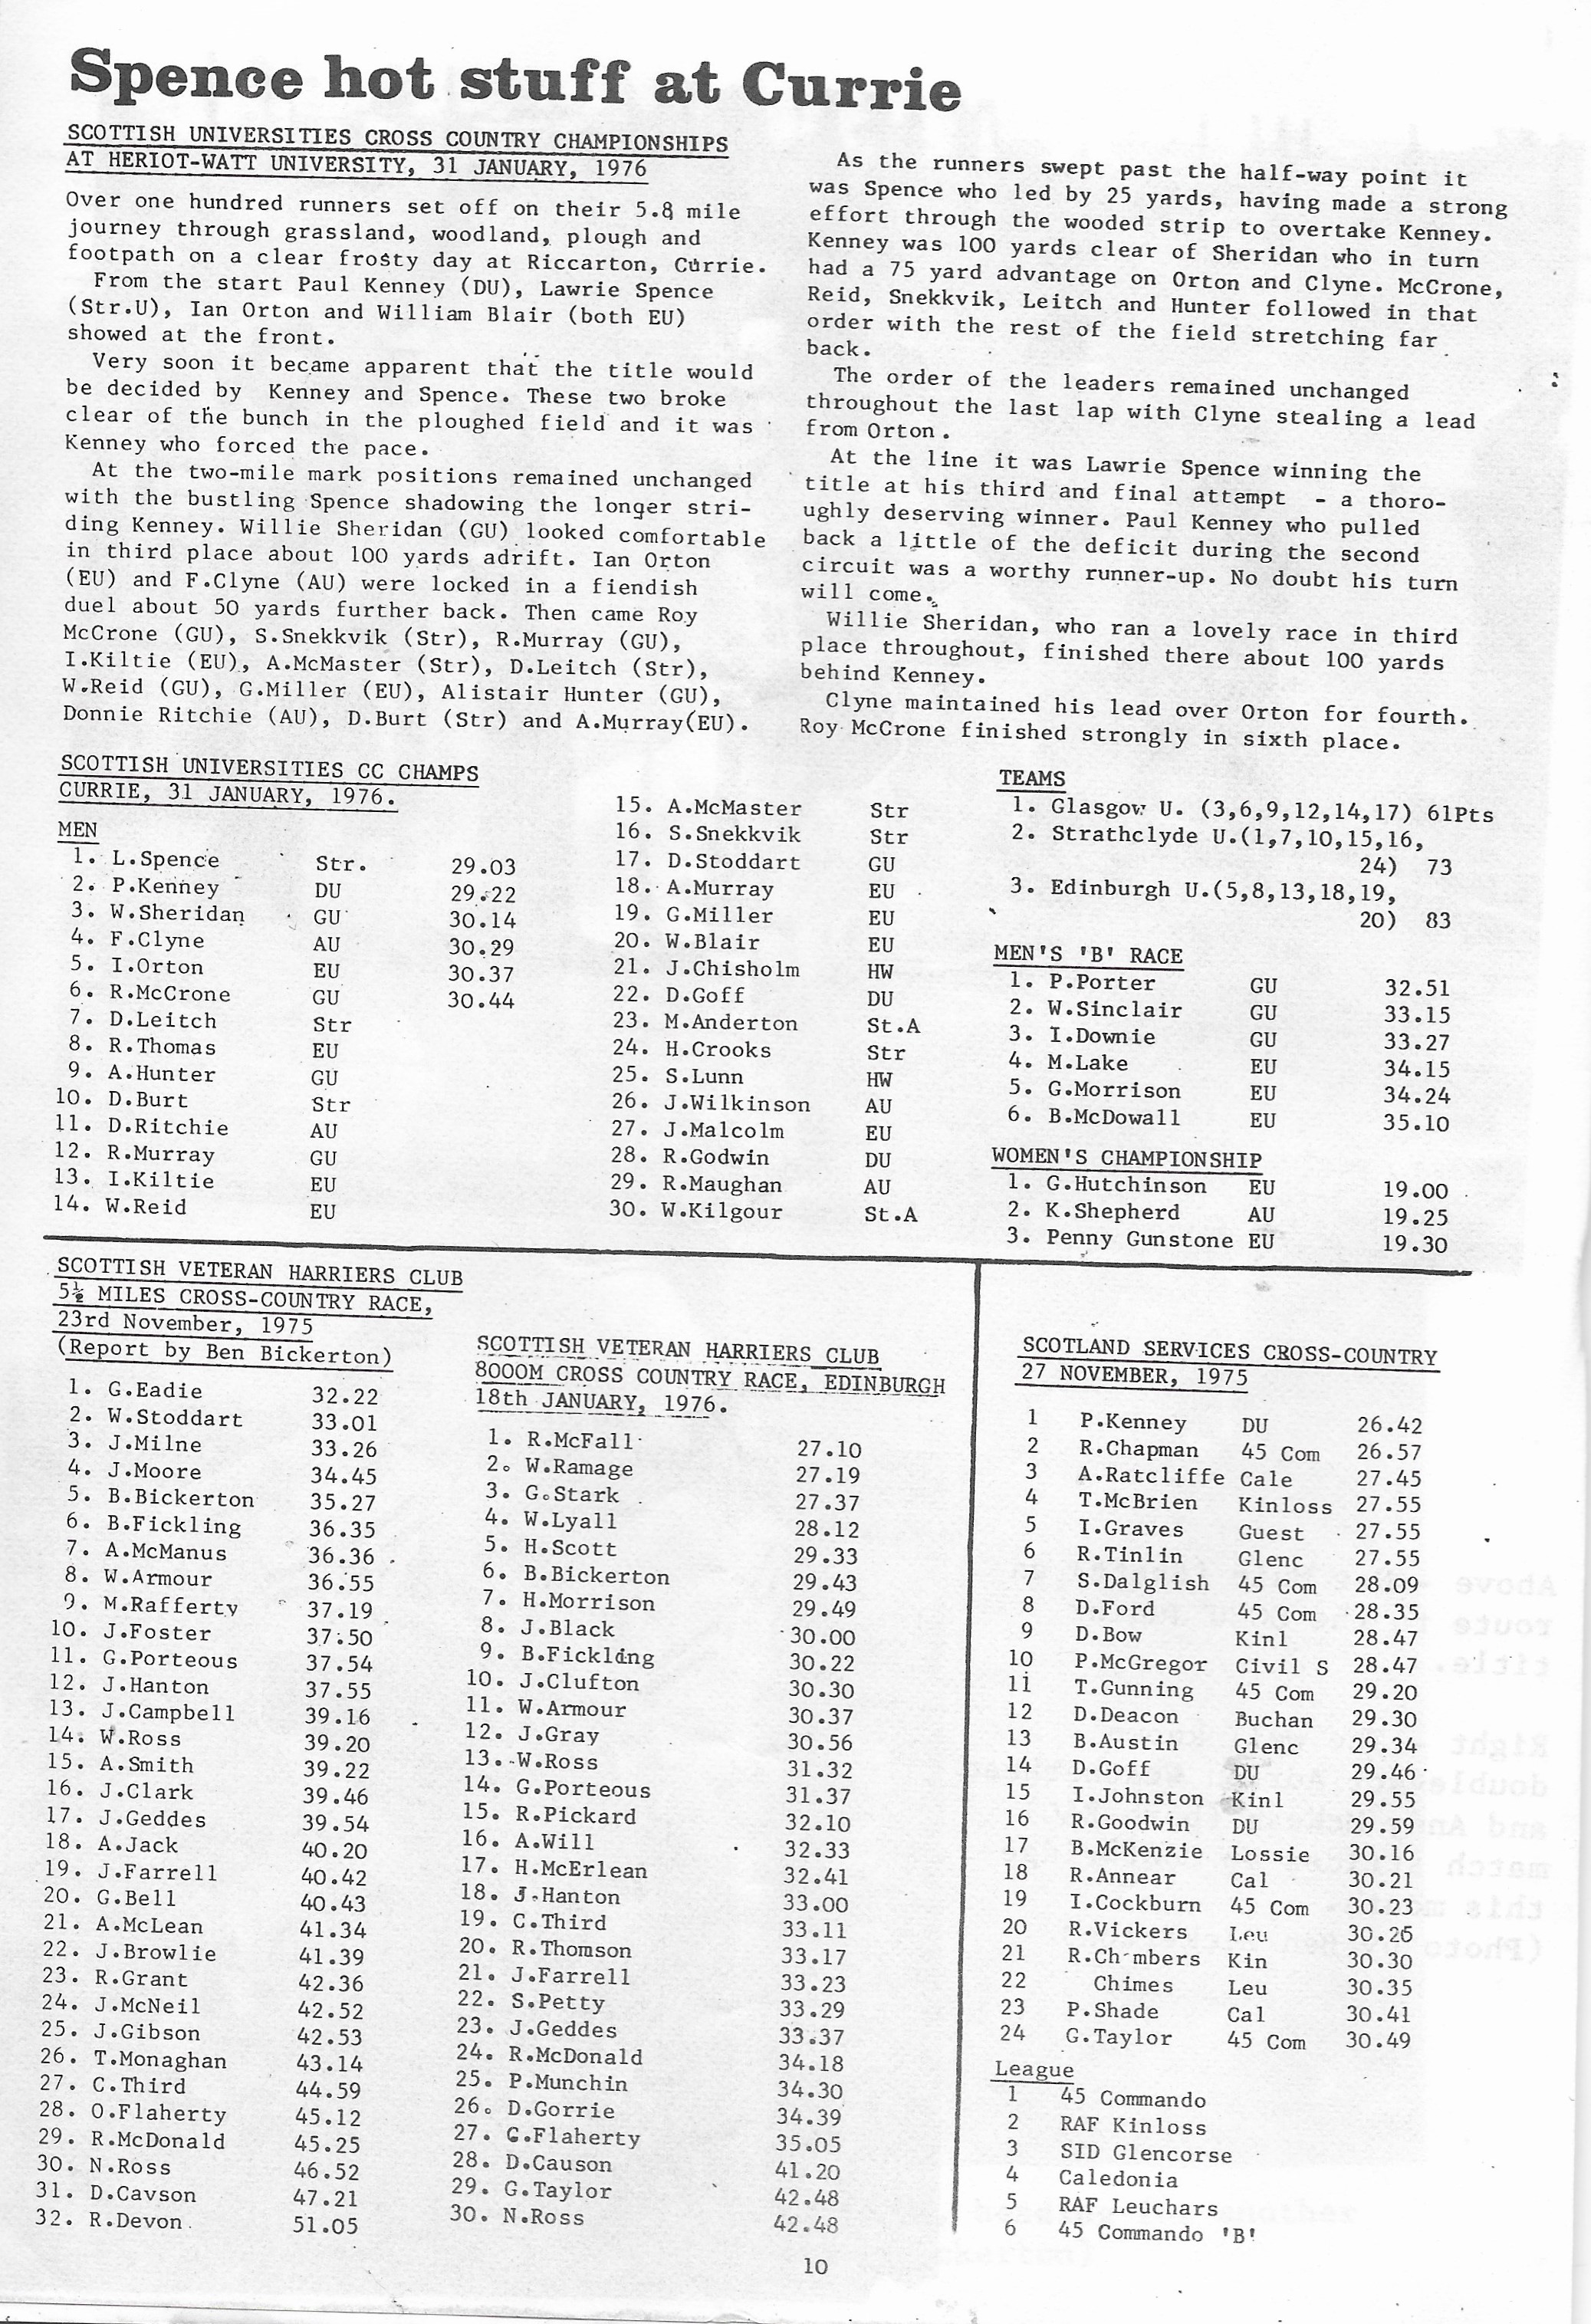 Spence hot stuff at Currie
SCOTTISH UNIVERSITIES CROSS COUNTRY CHAMPIONSHIPS
AT HERIOT-WATT UNIVERSITY, 31 JANUARY, 1976
Over one hundred runners set off on their 5.8 mile
journey through grassland, woodland, plough and
footpath on a clear frosty day at Riccarton, Currie.
From the start Paul Kenney (DU), Lawrie Spence
(Str.U), Ian Orton and William Blair (both EU)
showed at the front.
Very soon it became apparent that the title would
be decided by Kenney and Spence. These two broke
clear of the bunch in the ploughed field and it was
Kenney who forced the pace.
At the two-mile mark positions remained unchanged
with the bustling Spence shadowing the longer stri-
ding Kenney. Willie Sheridan (GU) looked comfortable
in third place about 100 yards adrift. Ian Orton
(EU) and F.Clyne (AU) were locked in a fiendish
duel about 50 yards further back. Then came Roy
McCrone (GU), S.Snekkvik (Str), R.Murray (GU),
I.Kiltie (EU), A.McMaster (Str), D.Leitch (Str),
W.Reid (GU), G.Miller (EU), Alistair Hunter (GU),
Donnie Ritchie (AU), D.Burt (Str) and A.Murray(EU).
As the runners swept past the half-way point it
was Spence who led by 25 yards, having made a strong
effort through the wooded strip to overtake Kenney.
Kenney was 100 yards clear of Sheridan who in turn
had a 75 yard advantage on Orton and Clyne. McCrone,
Reid, Snekkvik, Leitch and Hunter followed in that
order with the rest of the field stretching far
back.
The order of the leaders remained unchanged
throughout the last lap with Clyne stealing a lead
from Orton.
At the line it was Lawrie Spence winning the
title at his third and final attempt - a thoro-
ughly deserving winner. Paul Kenney who pulled
back a little of the deficit during the second
circuit was a worthy runner-up. No doubt his turn
will come.
Willie Sheridan, who ran a lovely race in third
place throughout, finished there about 100 yards
behind Kenney.
Clyne maintained his lead over Orton for fourth.
Roy McCrone finished strongly in sixth place.
SCOTTISH UNIVERSITIES CC CHAMPS
CURRIE, 31 JANUARY, 1976.
MEN
1. L.Spence Str. 29.03
2. P.Kenney DU 29.22
3. W.Sheridan GU 30.14
4. F.Clyne AU 30.29
5. I.Orton EU 30.37
6. R.McCrone GU 30.44
7. D.Leitch Str
8. R.Thomas EU
9. A.Hunter GU
10. D.Burt Str
11. D.Ritchie AU
12. R.Murray GU
13. I.Kiltie EU
14. W.Reid EU
15. A.McMaster Str
16. S.Snekkvik Str
17. D.Stoddart GU
18. A.Murray EU
19. G.Miller EU
20. W.Blair EU
21. J.Chisholm HW
22. D.Goff DU
23. M.Anderton St.A
24. H.Crooks Str
25. S.Lunn HW
26. J.Wilkinson AU
27. J.Malcolm EU
28. R.Godwin DU
29. R.Maughan AU
30. W.Kilgour St.A
TEAMS
1. Glasgow U. (3,6,9,12,14,17) 61Pts
2. Strathclyde U.(1,7,10,15,16,
24) 73
3. Edinburgh U.(5,8,13,18,19,
20) 83
MEN'S 'B' RACE
1. P.Porter GU 32.51
2. W.Sinclair GU 33.15
3. I.Downie GU 33.27
4. M.Lake EU 34.15
5. G.Morrison EU 34.24
6. B.McDowall EU 35.10
WOMEN'S CHAMPIONSHIP
1. G.Hutchinson EU 19.00
2. K.Shepherd AU 19.25
3. Penny Gunstone EU 19.30
SCOTTISH VETERAN HARRIERS CLUB
5½ MILES CROSS-COUNTRY RACE,
23rd November, 1975
(Report by Ben Bickerton)
1. G.Eadie 32.22
2. W.Stoddart 33.01
3. J.Milne 33.26
4. J.Moore 34.45
5. B.Bickerton 35.27
6. B.Fickling 36.35
7. A.McManus 36.36
8. W.Armour 36.55
9. M.Rafferty 37.19
10. J.Foster 37.50
11. G.Porteous 37.54
12. J.Hanton 37.55
13. J.Campbell 39.16
14. W.Ross 39.20
15. A.Smith 39.22
16. J.Clark 39.46
17. J.Geddes 39.54
18. A.Jack 40.20
19. J.Farrell 40.42
20. G.Bell 40.43
21. A.McLean 41.34
22. J.Browlie 41.39
23. R.Grant 42.36
24. J.McNeil 42.52
25. J.Gibson 42.53
26. T.Monaghan 43.14
27. C.Third 44.59
28. O.Flaherty 45.12
29. R.McDonald 45.25
30. N.Ross 46.52
31. D.Cavson 47.21
32. R.Devon 51.05
SCOTTISH VETERAN HARRIERS CLUB
8000M CROSS COUNTRY RACE, EDINBURGH
18th JANUARY, 1976.
1. R.McFall 27.10
2. W.Ramage 27.19
3. G.Stark 27.37
4. W.Lyall 28.12
5. H.Scott 29.33
6. B.Bickerton 29.43
7. H.Morrison 29.49
8. J.Black 30.00
9. B.Fickling 30.22
10. J.Clufton 30.30
11. W.Armour 30.37
12. J.Gray 30.56
13. W.Ross 31.32
14. G.Porteous 31.37
15. R.Pickard 32.10
16. A.Will 32.33
17. H.McErlean 32.41
18. J.Hanton 33.00
19. C.Third 33.11
20. R.Thomson 33.17
21. J.Farrell 33.23
22. S.Petty 33.29
23. J.Geddes 33.37
24. R.McDonald 34.18
25. P.Munchin 34.30
26. D.Gorrie 34.39
27. G.Flaherty 35.05
28. D.Causon 41.20
29. G.Taylor 42.48
30. N.Ross 42.48
SCOTLAND SERVICES CROSS-COUNTRY
27 NOVEMBER, 1975
1 P.Kenney DU 26.42
2 R.Chapman 45 Com 26.57
3 A.Ratcliffe Cale 27.45
4 T.McBrien Kinloss 27.55
5 I.Graves Guest 27.55
6 R.Tinlin Glenc 27.55
7 S.Dalglish 45 Com 28.09
8 D.Ford 45 Com 28.35
9 D.Bow Kinl 28.47
10 P.McGregor Civil S 28.47
11 T.Gunning 45 Com 29.20
12 D.Deacon Buchan 29.30
13 B.Austin Glenc 29.34
14 D.Goff DU 29.46
15 I.Johnston Kinl 29.55
16 R.Goodwin DU 29.59
17 B.McKenzie Lossie 30.16
18 R.Annear Cal 30.21
19 I.Cockburn 45 Com 30.23
20 R.Vickers Leu 30.26
21 R.Chambers Kin 30.30
22 Chimes Leu 30.35
23 P.Shade Cal 30.41
24 G.Taylor 45 Com 30.49
League
1 45 Commando
2 RAF Kinloss
3 SID Glencorse
4 Caledonia
5 RAF Leuchars
6 45 Commando 'B'
10